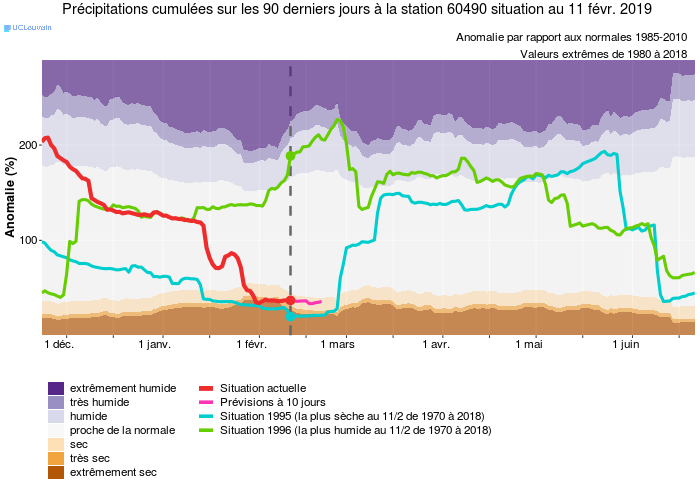 Précipitations cumulées sur les 90 derniers jours à la station 60490 situation au 11 févr. 2019
UCLouvain
Anomalie par rapport aux normales 1985-2010
Valeurs extrêmes de 1980 à 2018
Anomalie (%)
200
100
1 déc.
1 janv.
1 févr.
1 mars
1 avr.
1 mai
1 juin
extrêmement humide
très humide
humide
proche de la normale
sec
très sec
extrêmement sec
Situation actuelle
Prévisions à 10 jours
Situation 1995 (la plus sèche au 11/2 de 1970 à 2018)
Situation 1996 (la plus humide au 11/2 de 1970 à 2018)